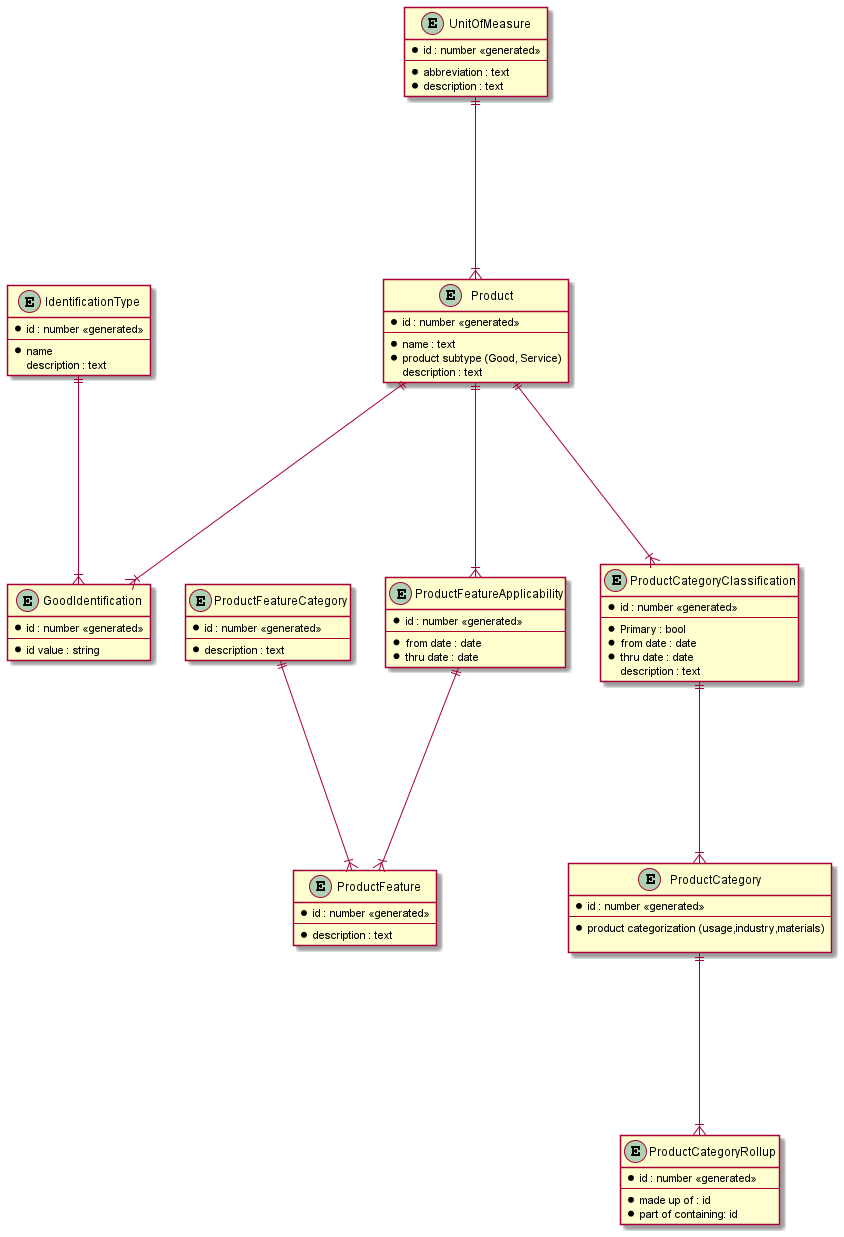 E UnitOfMeasure
id : number «generated»
abbreviation : text
description : text
E Product
id : number «generated»
name : text
product subtype (Good, Service)
description : text
E IdentificationType
id : number «generated»
name
description : text
E GoodIdentification
id : number «generated»
id value : string
E ProductFeatureCategory
id : number «generated»
description : text
E ProductFeatureApplicability
id : number «generated»
from date : date
thru date : date
E ProductCategoryClassification
id : number «generated»
Primary : bool
from date : date
thru date : date
description : text
E ProductFeature
id : number «generated»
description : text
E ProductCategory
id : number «generated»
product categorization (usage,industry,materials)
E ProductCategoryRollup
id : number «generated»
made up of : id
part of containing: id